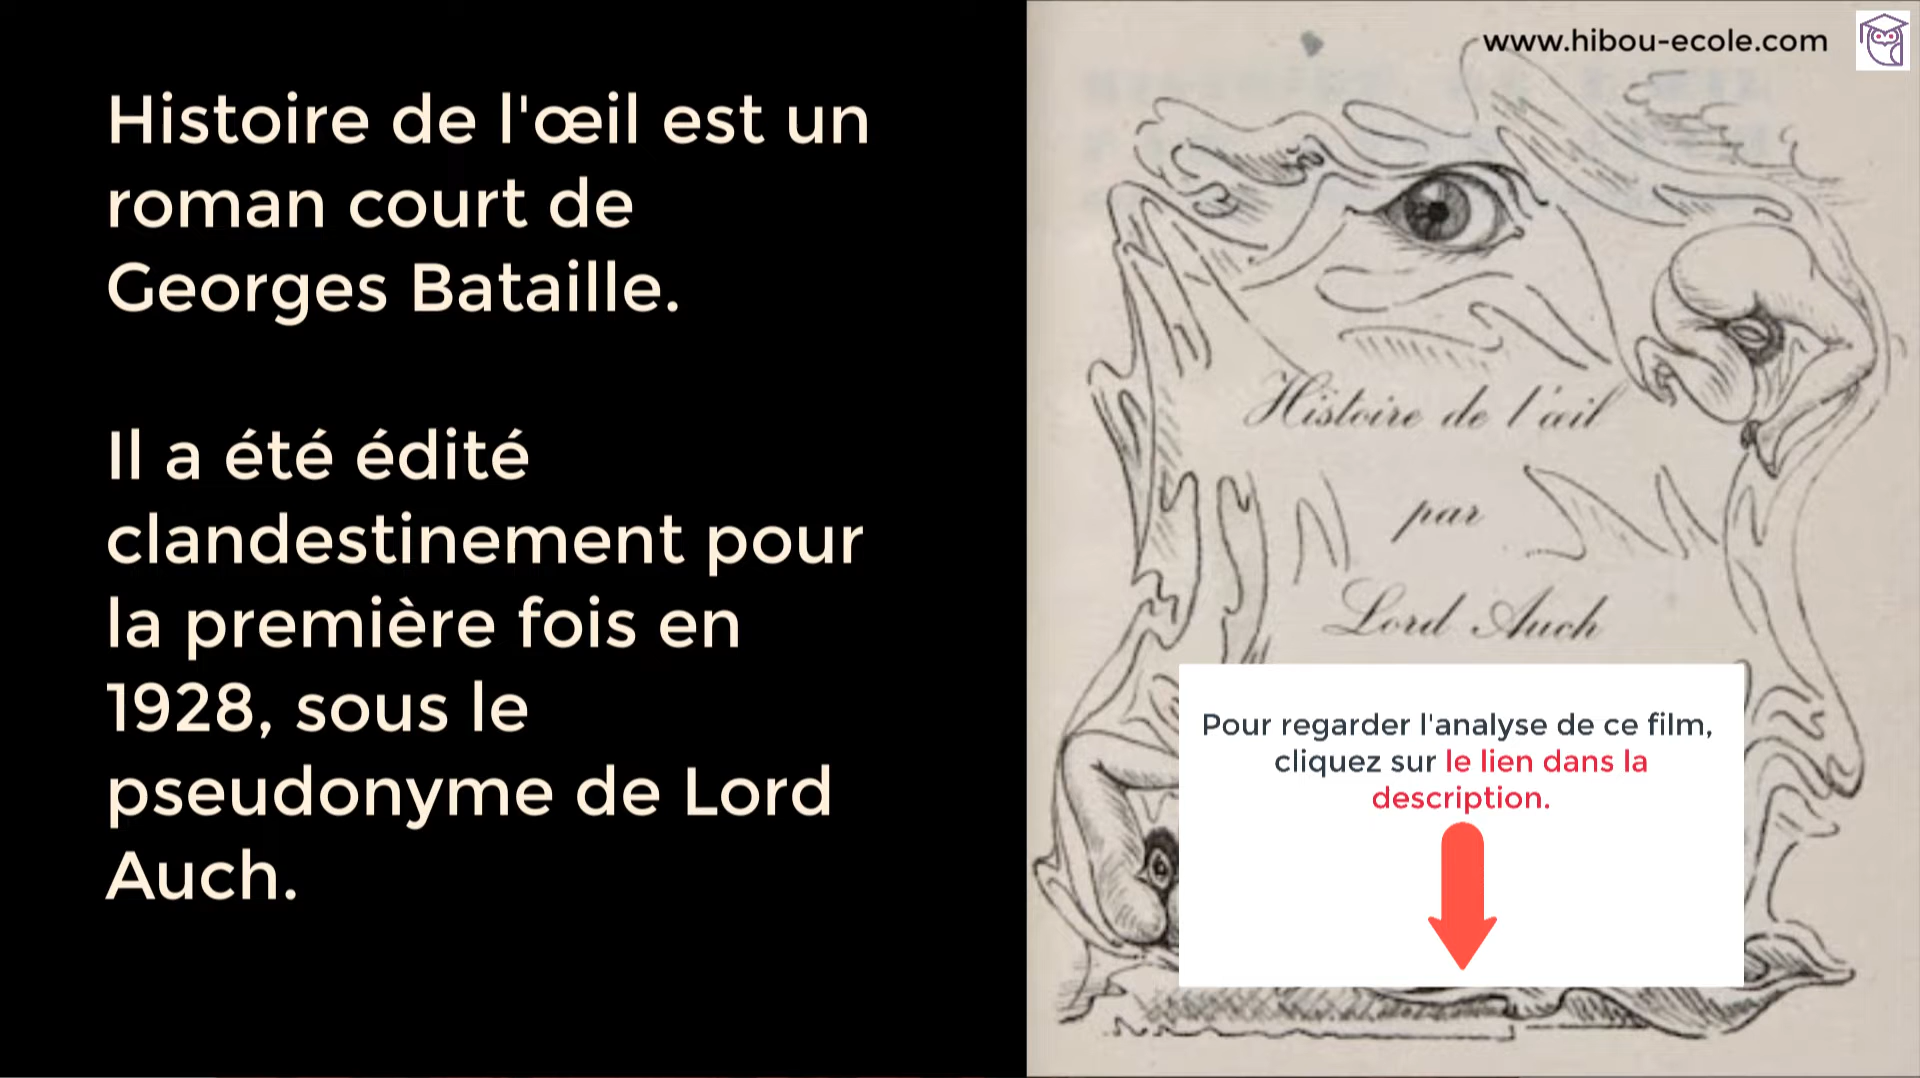 Histoire de l'œil est un
roman court de
Georges Bataille.
Il a été édité
clandestinement pour
la première fois en
1928, sous le
pseudonyme de Lord
Auch.
www.hibou-ecole.com
Histoire de l'œil
par
Lord Auch
Pour regarder l'analyse de ce film,
cliquez sur le lien dans la
description.